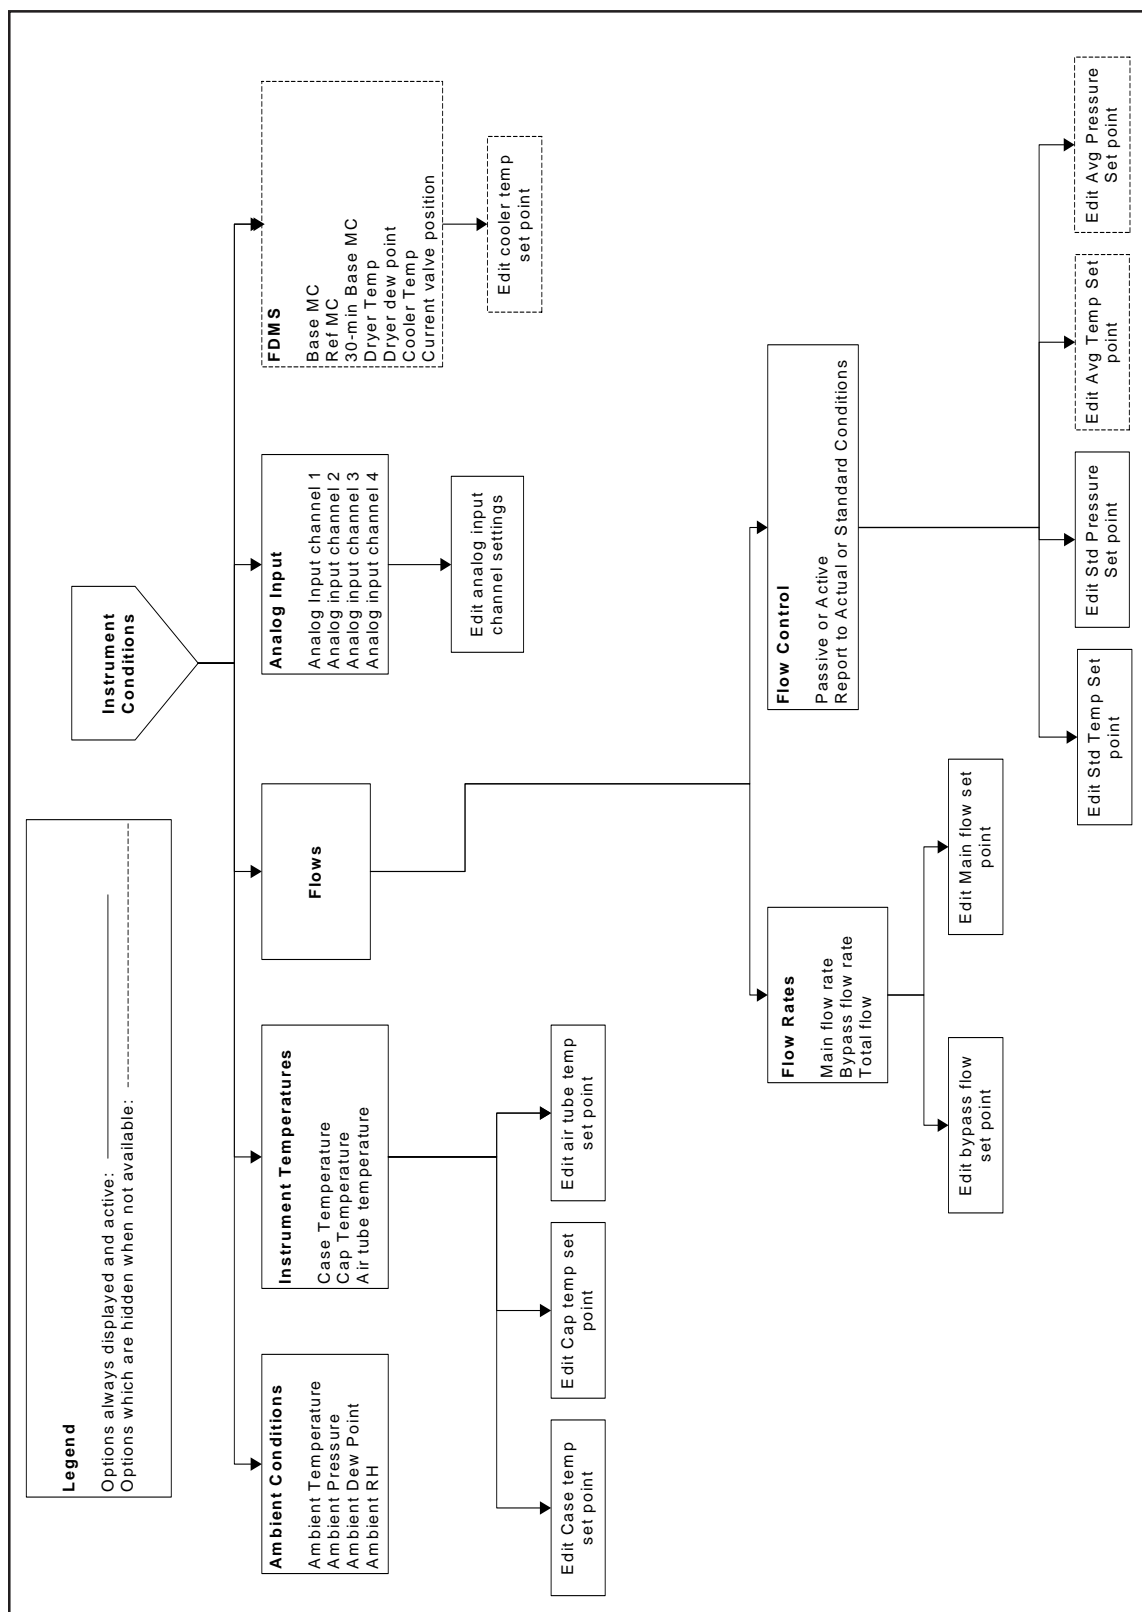 Legend
Options always displayed and active:
Options which are hidden when not available:
Instrument
Conditions
Ambient Conditions
Ambient Temperature
Ambient Pressure
Ambient Dew Point
Ambient RH
Instrument Temperatures
Case Temperature
Cap Temperature
Air tube temperature
Flows
Analog Input
Analog Input channel 1
Analog input channel 2
Analog input channel 3
Analog input channel 4
FDMS
Base MC
Ref MC
30-min Base MC
Dryer Temp
Dryer dew point
Cooler Temp
Current valve position
Edit Case temp
set point
Edit Cap temp set
point
Edit air tube temp
set point
Edit analog input
channel settings
Edit cooler temp
set point
Flow Rates
Main flow rate
Bypass flow rate
Total flow
Flow Control
Passive or Active
Report to Actual or Standard Conditions
Edit bypass flow
set point
Edit Main flow set
point
Edit Std Temp Set
point
Edit Std Pressure
Set point
Edit Avg Temp Set
point
Edit Avg Pressure
Set point